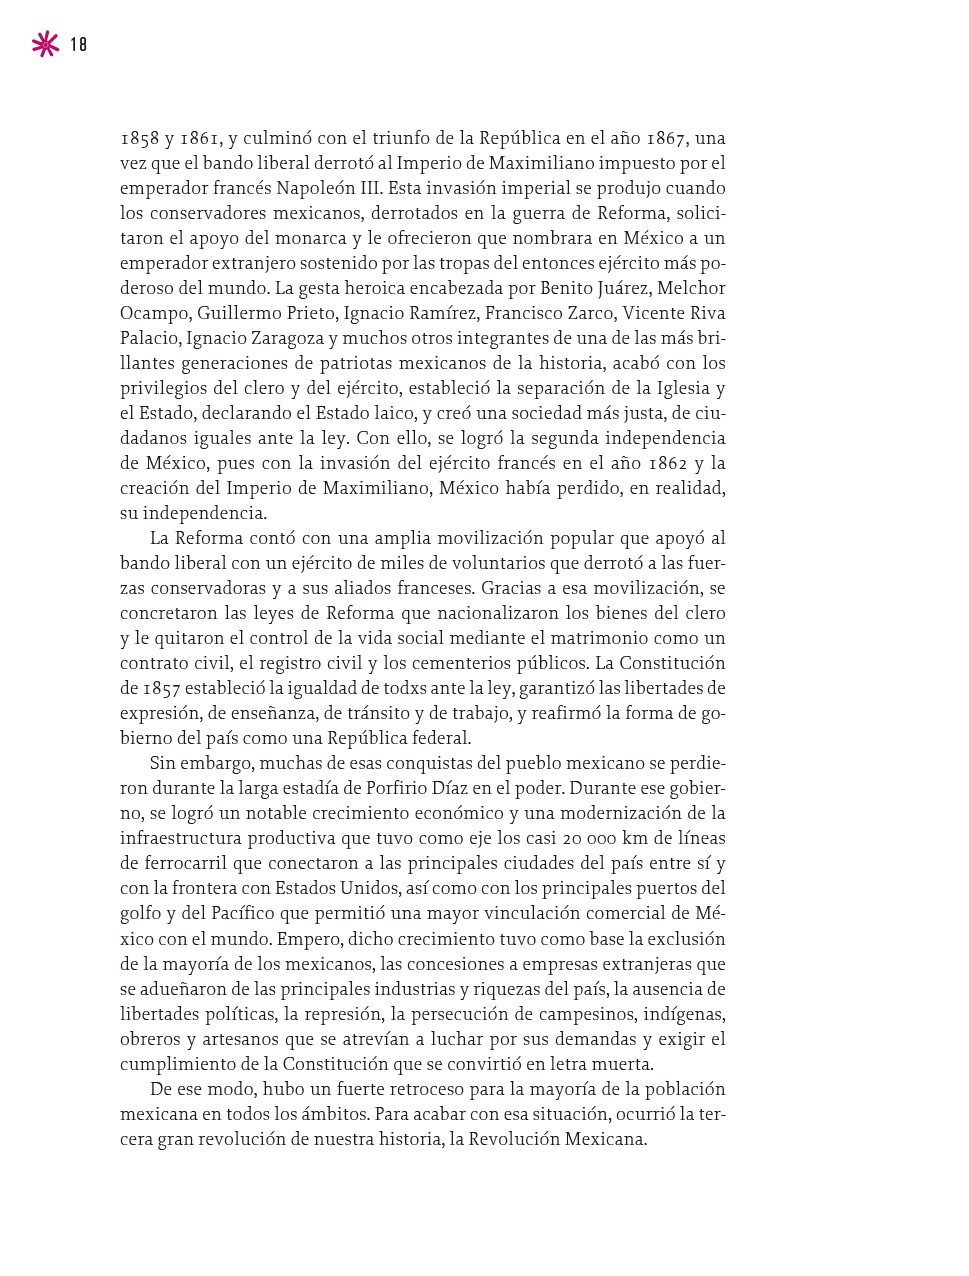 18
1858 y 1861, y culminó con el triunfo de la República en el año 1867, una
vez que el bando liberal derrotó al Imperio de Maximiliano impuesto por el
emperador francés Napoleón III. Esta invasión imperial se produjo cuando
los conservadores mexicanos, derrotados en la guerra de Reforma, solici-
taron el apoyo del monarca y le ofrecieron que nombrara en México a un
emperador extranjero sostenido por las tropas del entonces ejército más po-
deroso del mundo. La gesta heroica encabezada por Benito Juárez, Melchor
Ocampo, Guillermo Prieto, Ignacio Ramírez, Francisco Zarco, Vicente Riva
Palacio, Ignacio Zaragoza y muchos otros integrantes de una de las más bri-
llantes generaciones de patriotas mexicanos de la historia, acabó con los
privilegios del clero y del ejército, estableció la separación de la Iglesia y
el Estado, declarando el Estado laico, y creó una sociedad más justa, de ciu-
dadanos iguales ante la ley. Con ello, se logró la segunda independencia
de México, pues con la invasión del ejército francés en el año 1862 y la
creación del Imperio de Maximiliano, México había perdido, en realidad,
su independencia.
La Reforma contó con una amplia movilización popular que apoyó al
bando liberal con un ejército de miles de voluntarios que derrotó a las fuer-
zas conservadoras y a sus aliados franceses. Gracias a esa movilización, se
concretaron las leyes de Reforma que nacionalizaron los bienes del clero
y le quitaron el control de la vida social mediante el matrimonio como un
contrato civil, el registro civil y los cementerios públicos. La Constitución
de 1857 estableció la igualdad de todxs ante la ley, garantizó las libertades de
expresión, de enseñanza, de tránsito y de trabajo, y reafirmó la forma de go-
bierno del país como una República federal.
Sin embargo, muchas de esas conquistas del pueblo mexicano se perdie-
ron durante la larga estadía de Porfirio Díaz en el poder. Durante ese gobier-
no, se logró un notable crecimiento económico y una modernización de la
infraestructura productiva que tuvo como eje los casi 20 000 km de líneas
de ferrocarril que conectaron a las principales ciudades del país entre sí y
con la frontera con Estados Unidos, así como con los principales puertos del
golfo y del Pacífico que permitió una mayor vinculación comercial de Mé-
xico con el mundo. Empero, dicho crecimiento tuvo como base la exclusión
de la mayoría de los mexicanos, las concesiones a empresas extranjeras que
se adueñaron de las principales industrias y riquezas del país, la ausencia de
libertades políticas, la represión, la persecución de campesinos, indígenas,
obreros y artesanos que se atrevían a luchar por sus demandas y exigir el
cumplimiento de la Constitución que se convirtió en letra muerta.
De ese modo, hubo un fuerte retroceso para la mayoría de la población
mexicana en todos los ámbitos. Para acabar con esa situación, ocurrió la ter-
cera gran revolución de nuestra historia, la Revolución Mexicana.